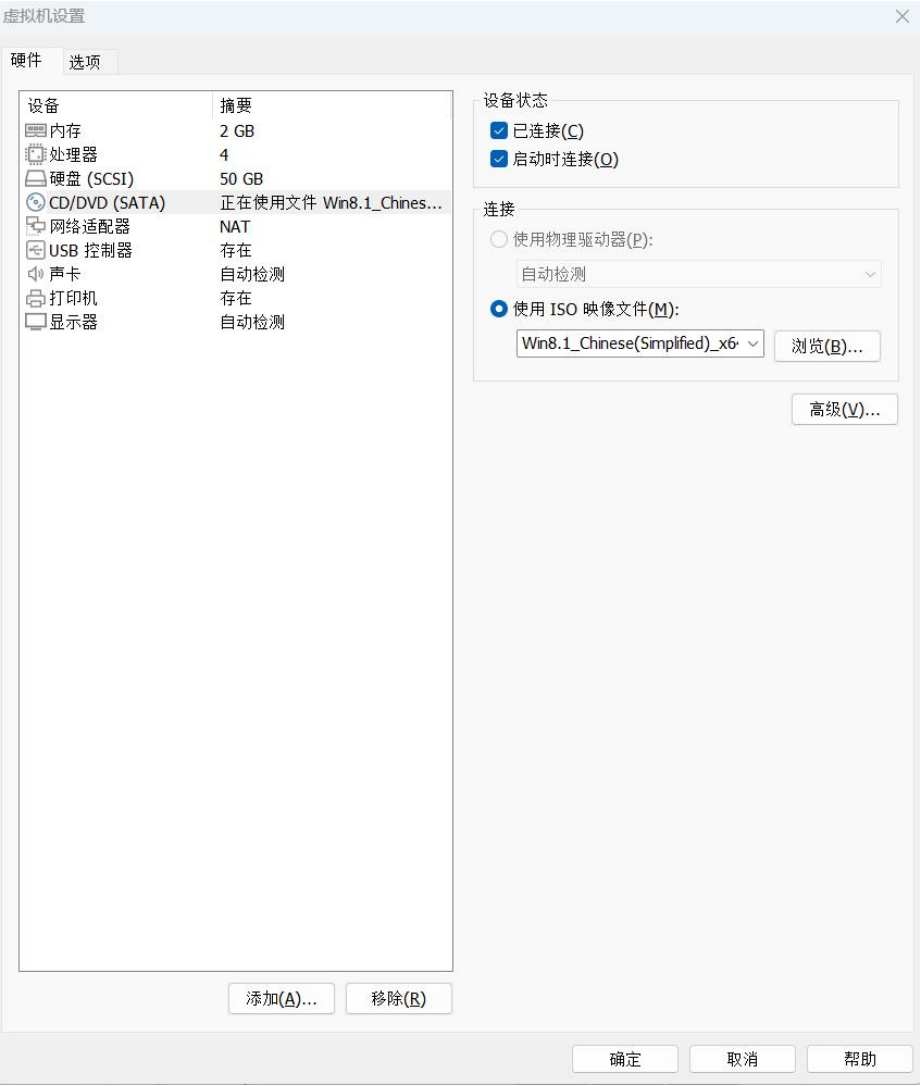 虚拟机设置
硬件 选项
设备 摘要
内存 2 GB
处理器 4
硬盘 (SCSI) 50 GB
CD/DVD (SATA) 正在使用文件 Win8.1_Chines...
网络适配器 NAT
USB 控制器 存在
声卡 自动检测
打印机 存在
显示器 自动检测
添加(A)... 移除(R)
设备状态
已连接(C)
启动时连接(O)
连接
使用物理驱动器(P):
自动检测
使用 ISO 映像文件(M):
Win8.1_Chinese(Simplified)_x6 浏览(B)...
高级(V)...
确定 取消 帮助